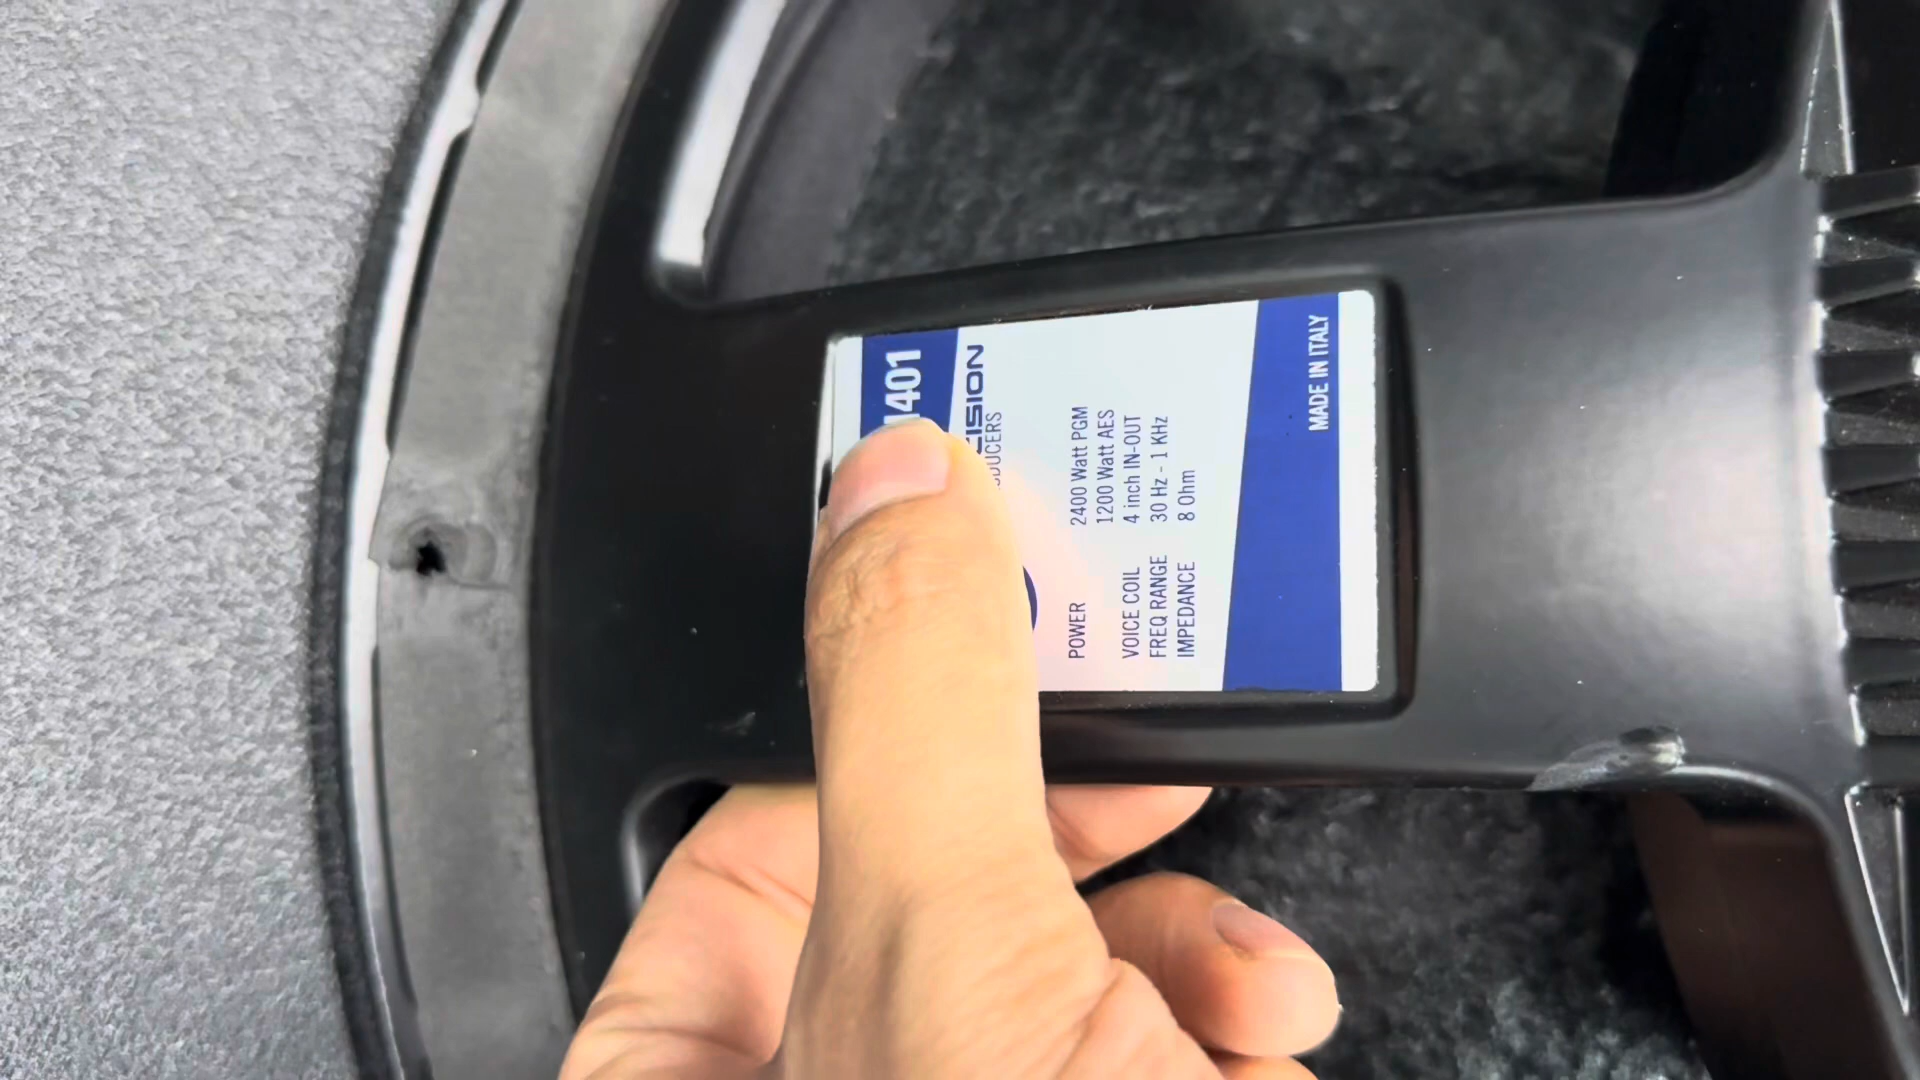 401
CISION
DUCERS
POWER 2400 Watt PGM
1200 Watt AES
VOICE COIL 4 inch IN-OUT
FREQ RANGE 30 Hz - 1 KHz
IMPEDANCE 8 Ohm
MADE IN ITALY